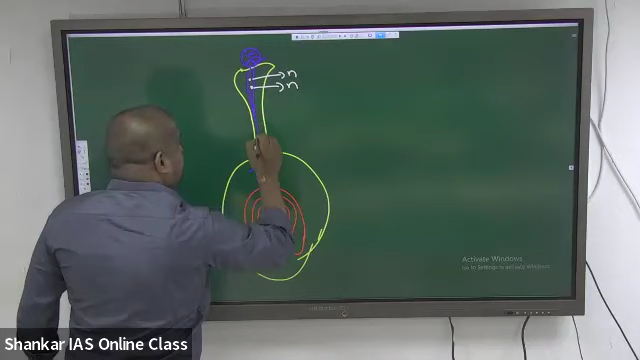 n
n
Activate Windows
Go to Settings to activate Windows.
Shankar IAS Online Class